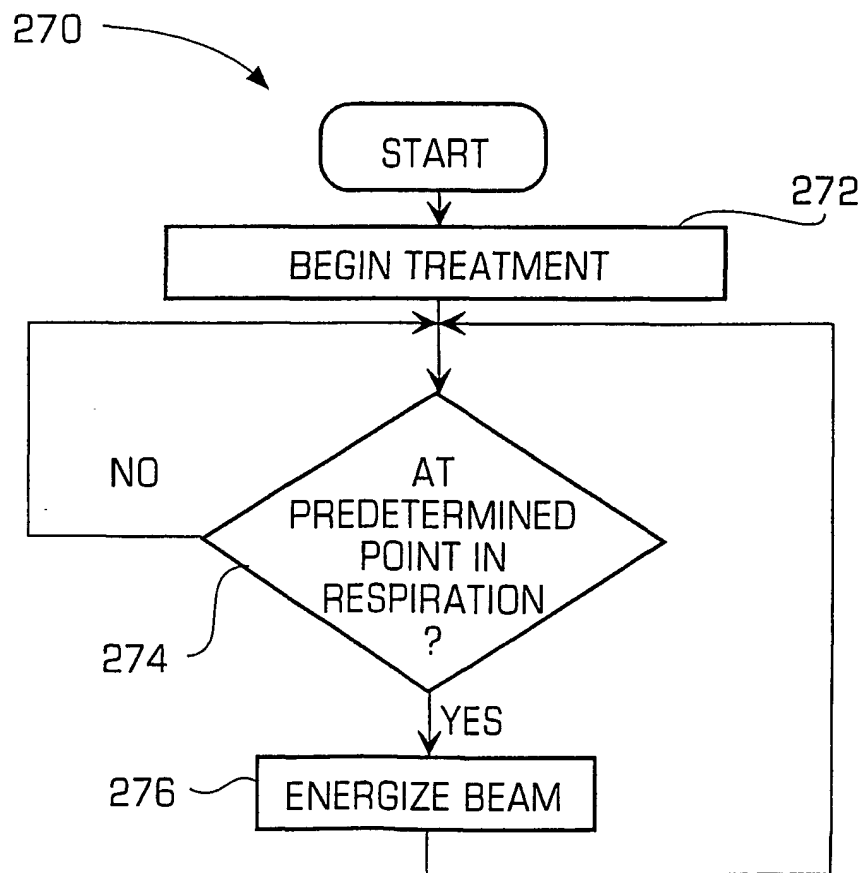 270
START
272
BEGIN TREATMENT
NO
AT
PREDETERMINED
POINT IN
RESPIRATION
?
274
YES
276
ENERGIZE BEAM